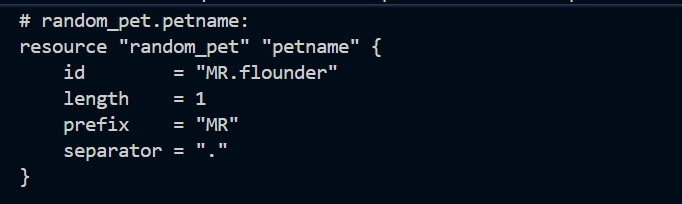 # random_pet.petname:
resource "random_pet" "petname" {
    id        = "MR.flounder"
    length    = 1
    prefix    = "MR"
    separator = "."
}